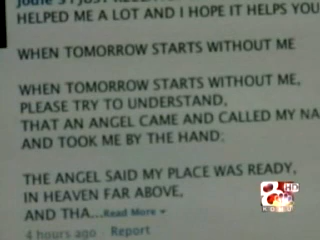 HELPED ME A LOT AND I HOPE IT HELPS YOU
WHEN TOMORROW STARTS WITHOUT ME
WHEN TOMORROW STARTS WITHOUT ME,
PLEASE TRY TO UNDERSTAND,
THAT AN ANGEL CAME AND CALLED MY NA
AND TOOK ME BY THE HAND:
THE ANGEL SAID MY PLACE WAS READY,
IN HEAVEN FAR ABOVE,
AND THA...Read More
4 hours ago · Report
HD